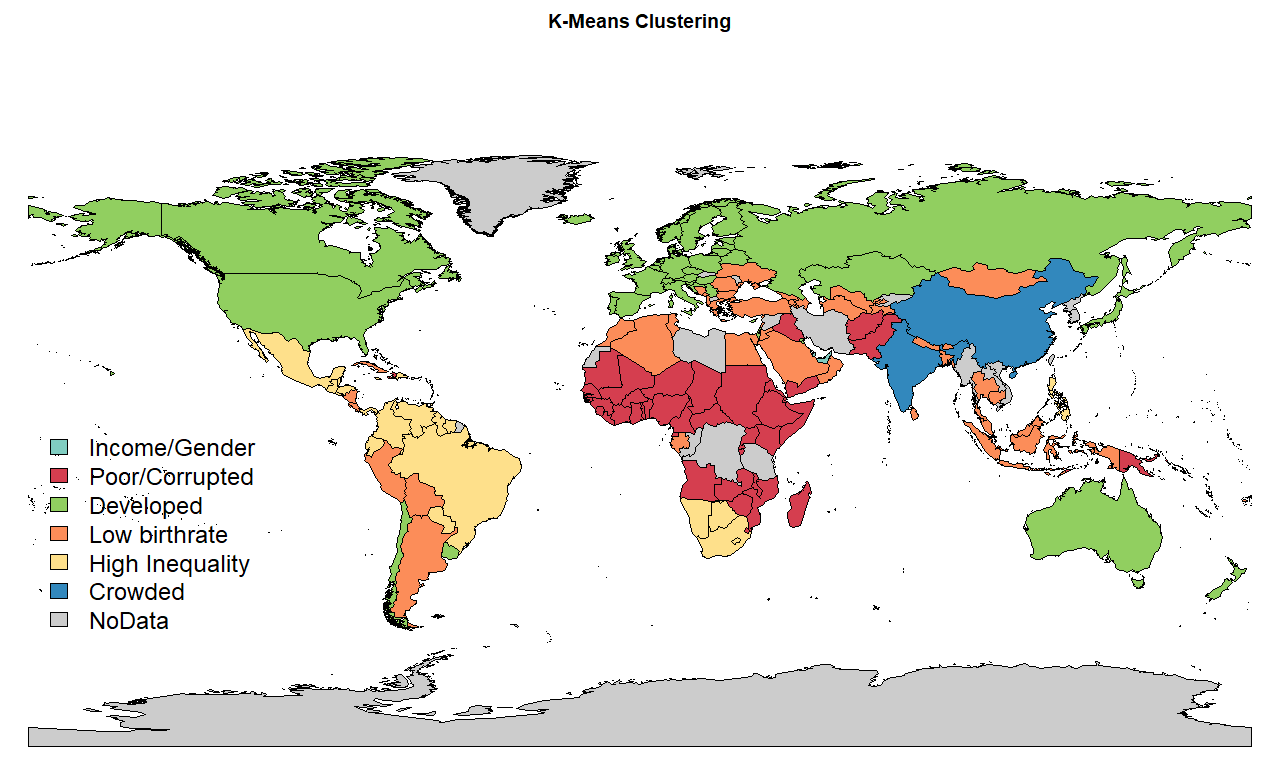 K-Means Clustering
Income/Gender
Poor/Corrupted
Developed
Low birthrate
High Inequality
Crowded
NoData